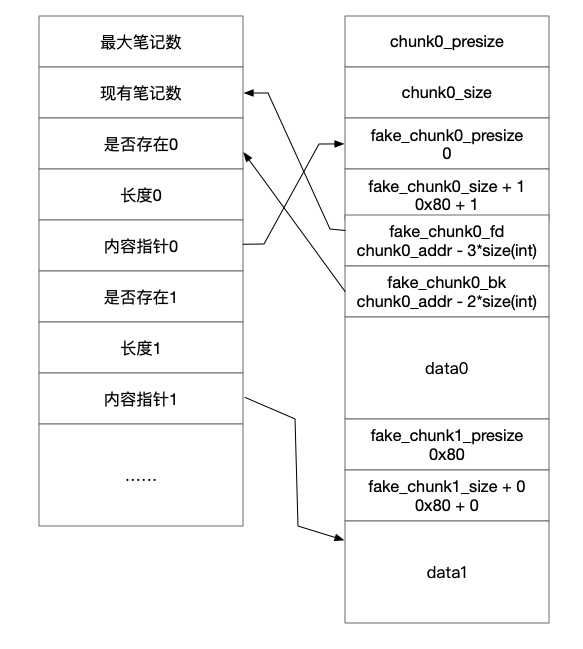 最大笔记数
现有笔记数
是否存在0
长度0
内容指针0
是否存在1
长度1
内容指针1
……
chunk0_presize
chunk0_size
fake_chunk0_presize
0
fake_chunk0_size + 1
0x80 + 1
fake_chunk0_fd
chunk0_addr - 3*size(int)
fake_chunk0_bk
chunk0_addr - 2*size(int)
data0
fake_chunk1_presize
0x80
fake_chunk1_size + 0
0x80 + 0
data1